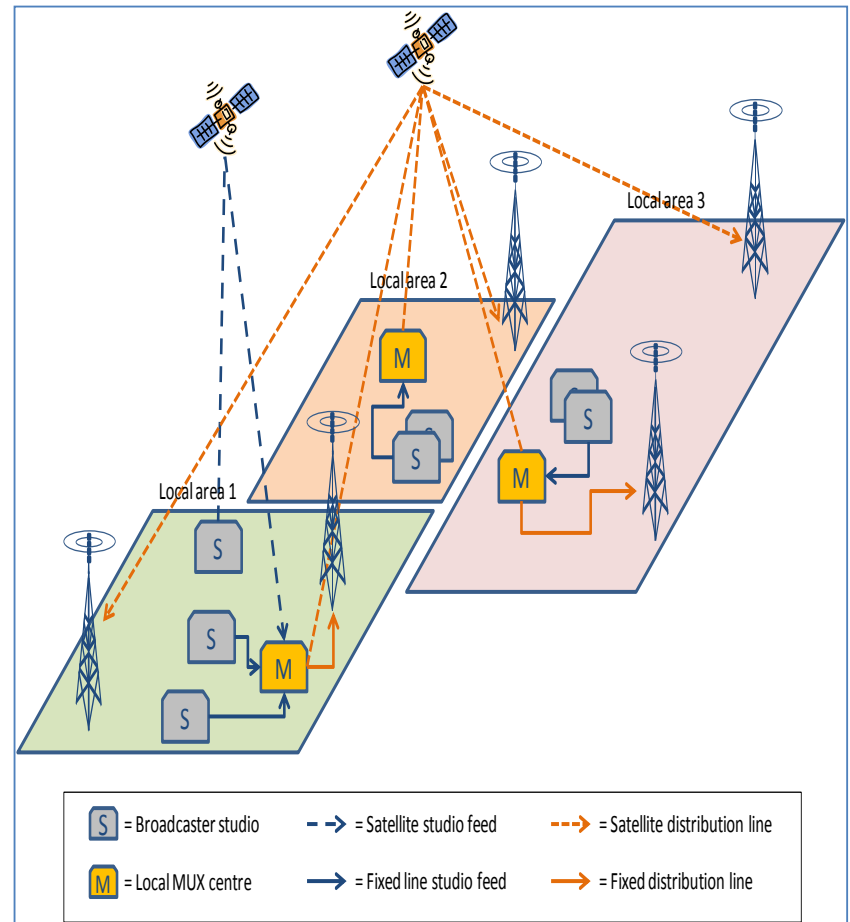 Local area 3
Local area 2
M
S
S
M
Local area 1
S
S
M
S
S = Broadcaster studio
= Satellite studio feed
= Satellite distribution line
M = Local MUX centre
= Fixed line studio feed
= Fixed distribution line